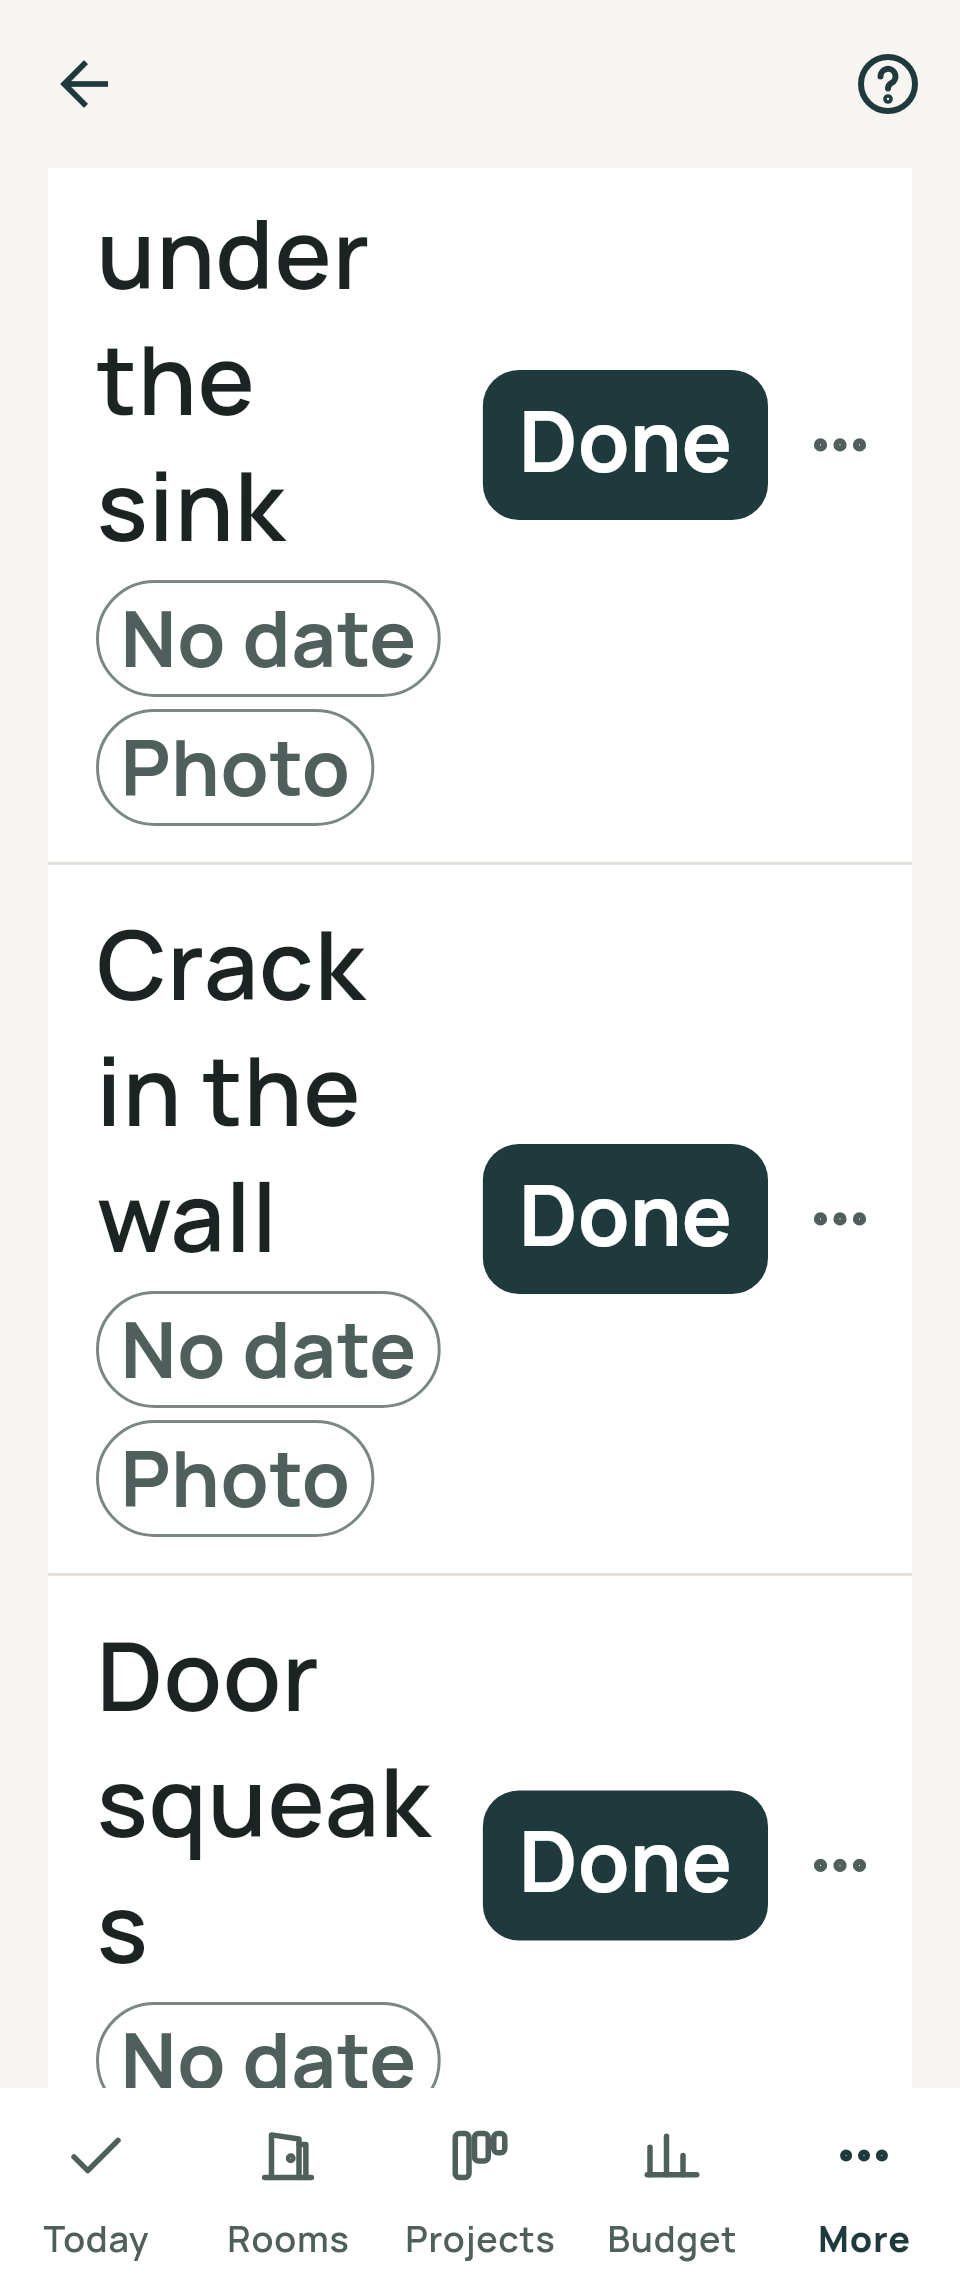 under
the
sink
Done
No date
Photo
Crack
in the
wall
Done
No date
Photo
Door
squeak
s
Done
No date
Today
Rooms
Projects
Budget
More